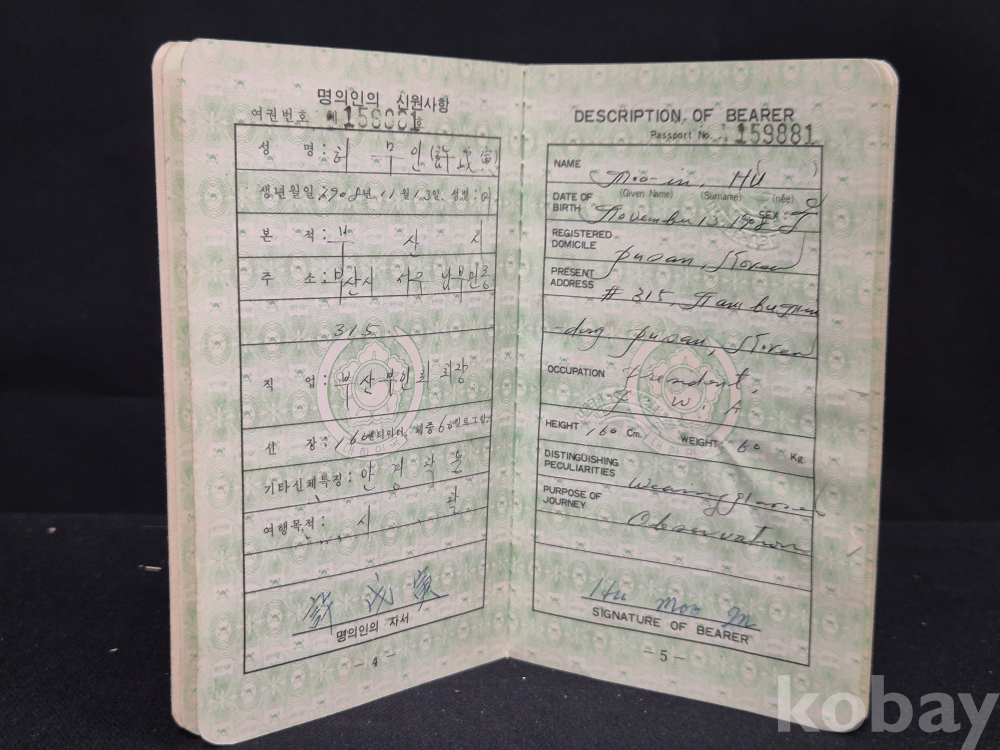 명의인의 신원사항
여권번호 제 159881 호
성 명 : 허 무 인 (許戊寅)
생년월일 : 1908년 11월 13일. 성별 : 여
본 적 : 부 산 시
주 소 : 부산시 서구 남부민동
315
직 업 : 부산부인회 회장
신 장 : 160센티미터, 체중 60킬로그람.
기타신체특징 : 안경 착용
여행목적 : 시 찰
許 戊 寅
명의인의 자서
- 4 -
DESCRIPTION OF BEARER
Passport No. 159881
NAME Moo-in, HU )
(Given Name) (Surname) (née)
DATE OF BIRTH November 13, 1908 SEX:
REGISTERED DOMICILE Pusan, Korea
PRESENT ADDRESS # 315, Nambumin
-dong Pusan, Korea
OCCUPATION President,
W. A
HEIGHT 160 Cm. WEIGHT 60 Kg.
DISTINGUISHING PECULIARITIES Wearing glasses
PURPOSE OF JOURNEY Observation
Hu Moo In
SIGNATURE OF BEARER
- 5 -
kobay